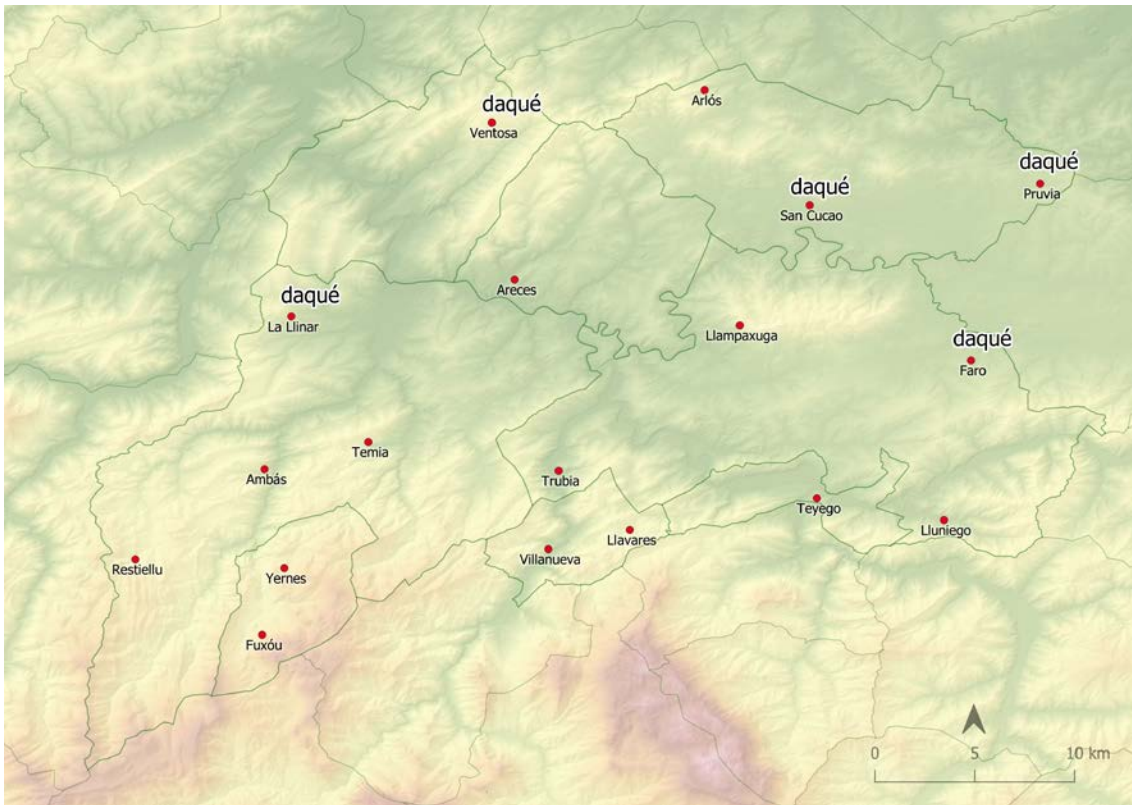 Arlós
daqué
Ventosa
daqué
Pruvia
daqué
San Cucao
Areces
daqué
La Llinar
Llampaxuga
daqué
Faro
Temia
Ambás
Trubia
Teyego
Lluniego
Llavares
Villanueva
Restiellu
Yernes
Fuxóu
0 5 10 km